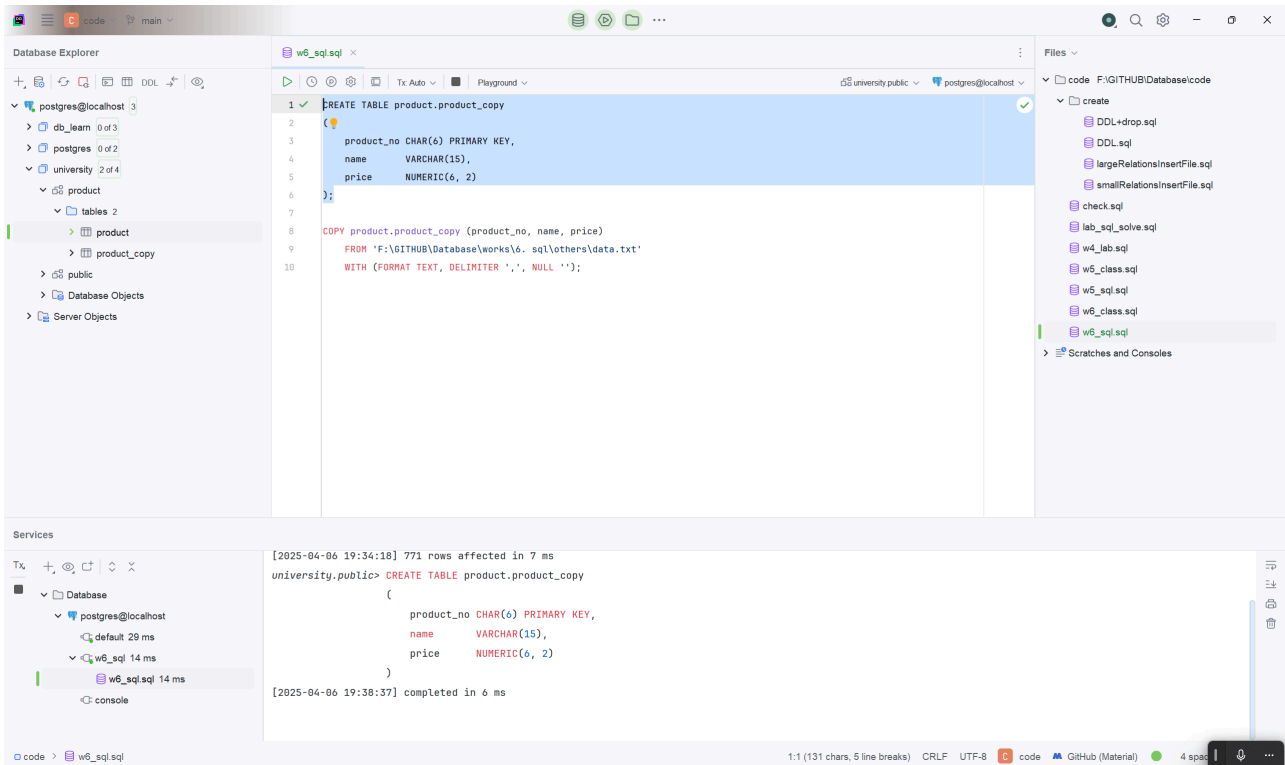 C code main
Database Explorer
DDL
postgres@localhost 3
db_learn 0 of 3
postgres 0 of 2
university 2 of 4
product
tables 2
product
product_copy
public
Database Objects
Server Objects
w6_sql.sql
Tx: Auto Playground university.public postgres@localhost
1 CREATE TABLE product.product_copy
2 (
3 product_no CHAR(6) PRIMARY KEY,
4 name VARCHAR(15),
5 price NUMERIC(6, 2)
6 );
7
8 COPY product.product_copy (product_no, name, price)
9 FROM 'F:\GITHUB\Database\works\6. sql\others\data.txt'
10 WITH (FORMAT TEXT, DELIMITER ',', NULL '');
Files
code F:\GITHUB\Database\code
create
DDL+drop.sql
DDL.sql
largeRelationsInsertFile.sql
smallRelationsInsertFile.sql
check.sql
lab_sql_solve.sql
w4_lab.sql
w5_class.sql
w5_sql.sql
w6_class.sql
w6_sql.sql
Scratches and Consoles
Services
Tx
Database
postgres@localhost
default 29 ms
w6_sql 14 ms
w6_sql.sql 14 ms
console
[2025-04-06 19:34:18] 771 rows affected in 7 ms
university.public> CREATE TABLE product.product_copy
(
product_no CHAR(6) PRIMARY KEY,
name VARCHAR(15),
price NUMERIC(6, 2)
)
[2025-04-06 19:38:37] completed in 6 ms
code > w6_sql.sql
1:1 (131 chars, 5 line breaks) CRLF UTF-8 C code GitHub (Material) 4 spac